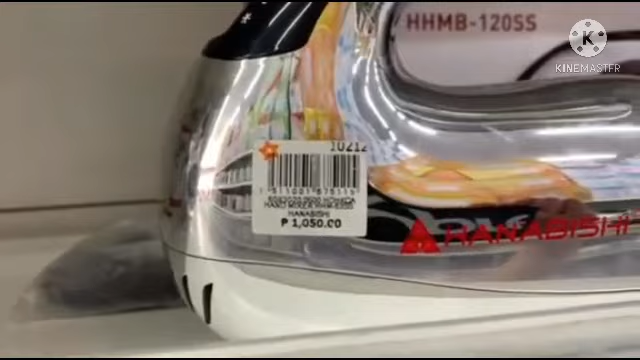 HHMB-120SS
K
KINEMASTER
10212
HANABISHI
₱ 1,050.00
HANABISHI